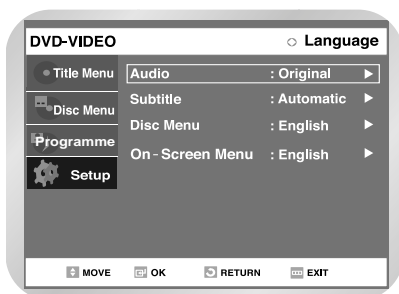 DVD-VIDEO
Language
Title Menu
Disc Menu
Programme
Setup
Audio : Original
Subtitle : Automatic
Disc Menu : English
On-Screen Menu : English
MOVE OK RETURN EXIT